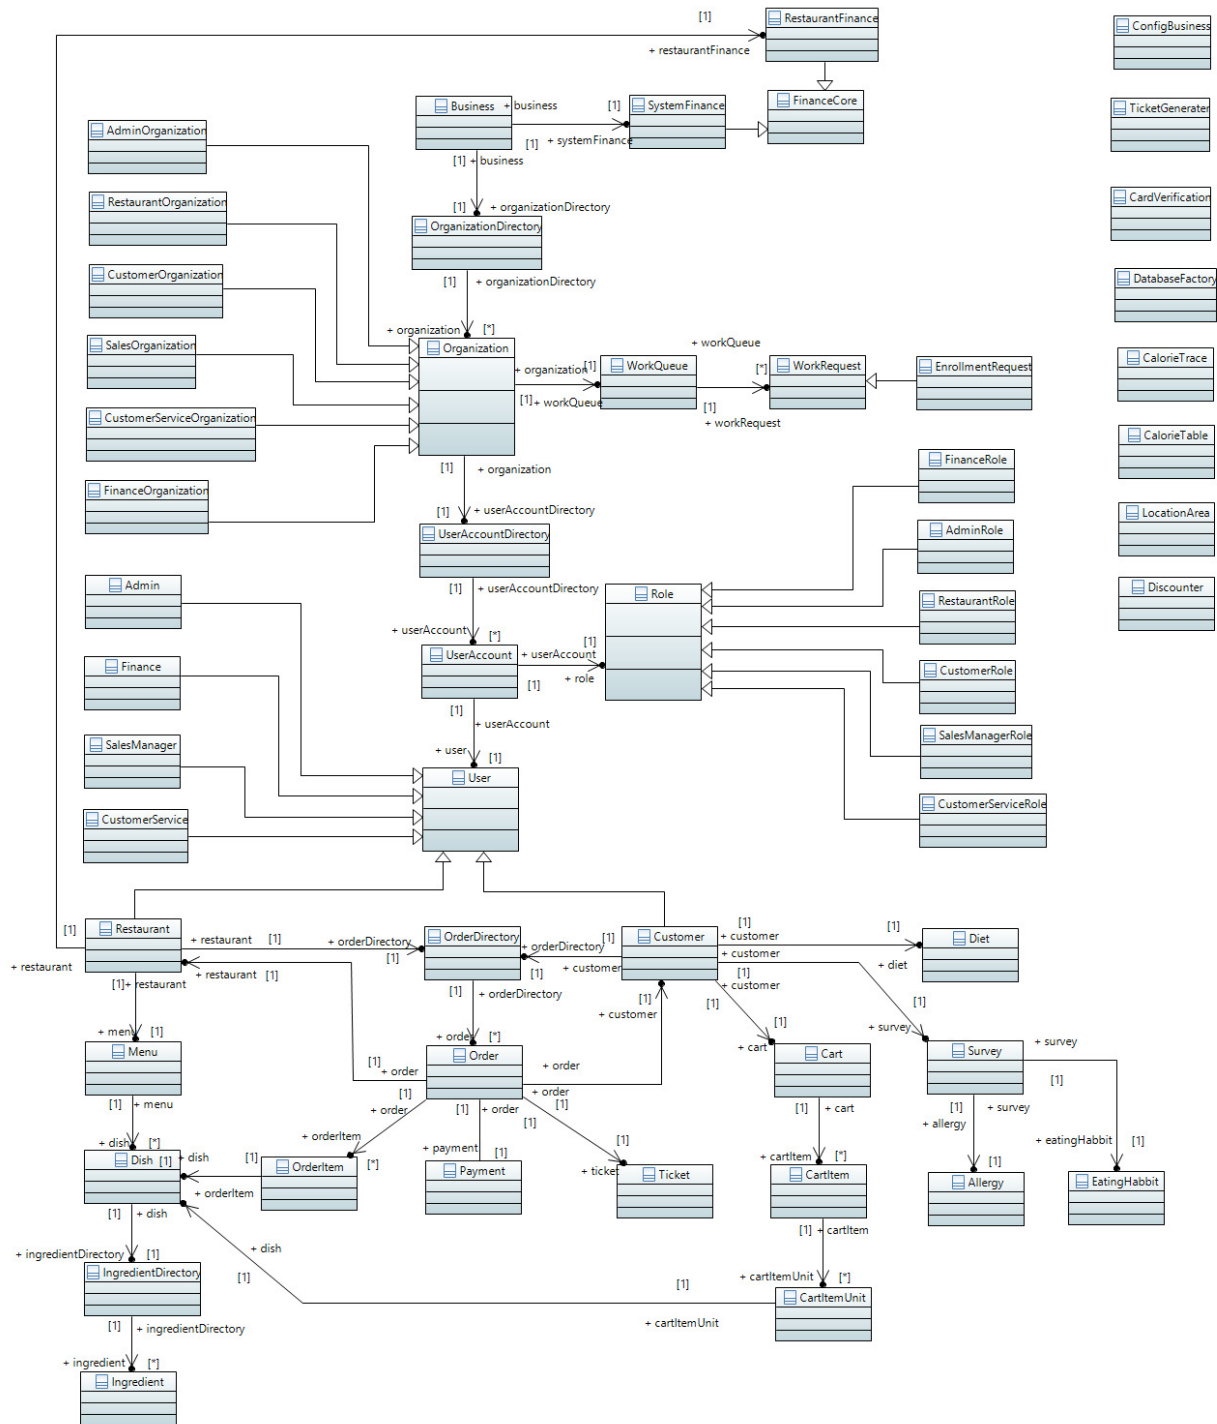 [1]
RestaurantFinance
+ restaurantFinance
ConfigBusiness
Business
+ business
[1]
SystemFinance
FinanceCore
TicketGenerater
[1]
+ systemFinance
AdminOrganization
[1] + business
CardVerification
RestaurantOrganization
[1]
+ organizationDirectory
OrganizationDirectory
CustomerOrganization
[1]
+ organizationDirectory
DatabaseFactory
+ organization
[*]
SalesOrganization
Organization
+ workQueue
CalorieTrace
+ organization
[1]
WorkQueue
[*]
WorkRequest
EnrollmentRequest
[1]
+ workQueue
[1]
+ workRequest
CustomerServiceOrganization
CalorieTable
[1]
+ organization
FinanceRole
FinanceOrganization
[1]
+ userAccountDirectory
LocationArea
UserAccountDirectory
AdminRole
Admin
[1]
+ userAccountDirectory
Role
Discounter
RestaurantRole
+ userAccount
[*]
[1]
UserAccount
+ userAccount
Finance
CustomerRole
[1]
+ role
[1]
+ userAccount
SalesManager
SalesManagerRole
+ user
[1]
User
CustomerServiceRole
CustomerService
[1]
Restaurant
+ restaurant
[1]
+ orderDirectory
OrderDirectory
+ orderDirectory
[1]
Customer
[1]
+ customer
Diet
[1]
[1]
+ customer
+ customer
+ diet
+ restaurant
+ restaurant
[1]
[1]
+ customer
[1]
+ restaurant
[1]
+ orderDirectory
[1]
[1]
[1]
+ customer
+ menu
[1]
+ order
[*]
[1]
+ survey
+ cart
Menu
Order
Cart
Survey
+ survey
[1]
+ order
+ order
[1]
[1]
+ menu
[1]
+ order
[1]
+ order
+ order
[1]
[1]
+ cart
[1]
+ survey
[1]
+ allergy
+ dish
[*]
+ orderItem
+ payment
[1]
+ ticket
[1]
+ cartItem
[*]
+ eatingHabbit
[1]
[1]
Dish
[1]
+ dish
[1]
OrderItem
[*]
Payment
Ticket
CartItem
Allergy
EatingHabbit
+ orderItem
[1]
+ dish
[1]
+ cartItem
+ ingredientDirectory
[1]
+ dish
[1]
IngredientDirectory
[1]
+ cartItemUnit
[*]
CartItemUnit
[1]
+ ingredientDirectory
+ cartItemUnit
+ ingredient
[*]
Ingredient